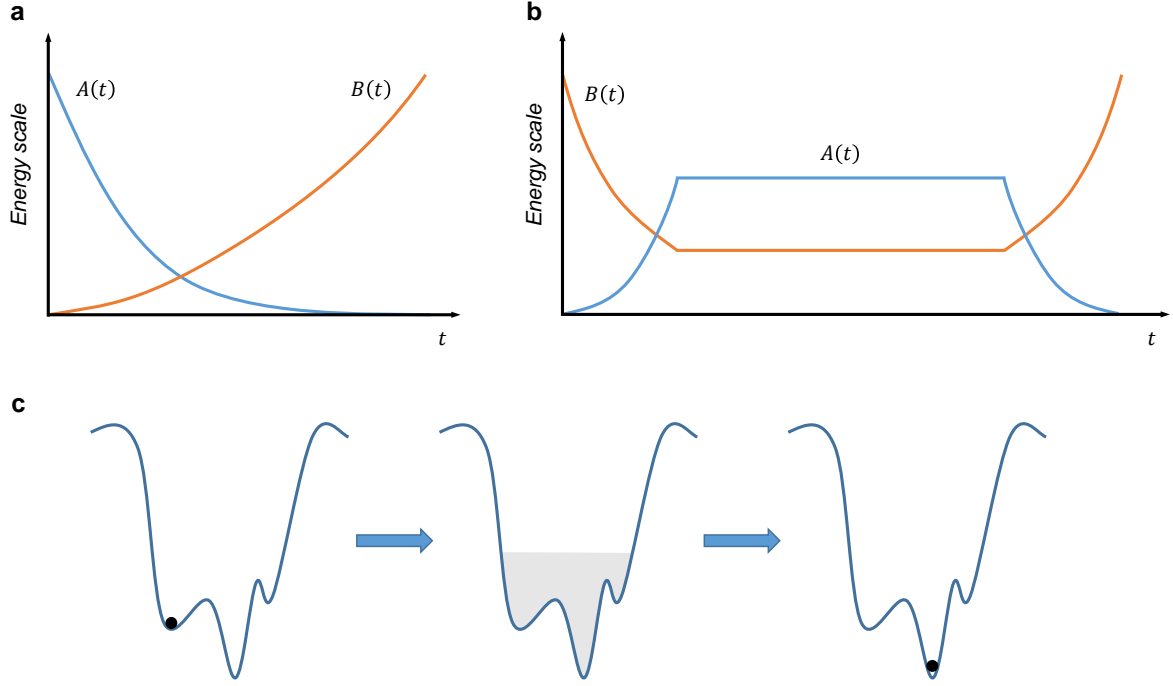 a
A(t)
B(t)
Energy scale
t
b
B(t)
A(t)
Energy scale
t
c